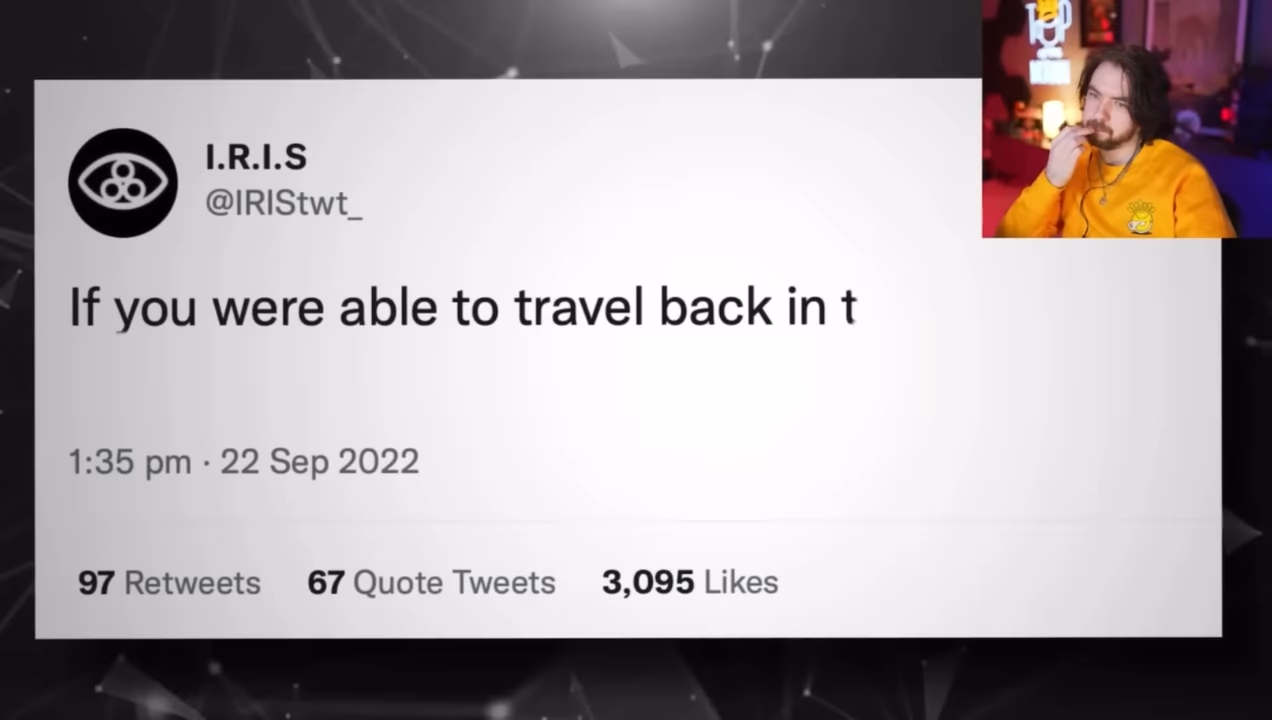 I.R.I.S
@IRIStwt_
If you were able to travel back in t
1:35 pm · 22 Sep 2022
97 Retweets 67 Quote Tweets 3,095 Likes